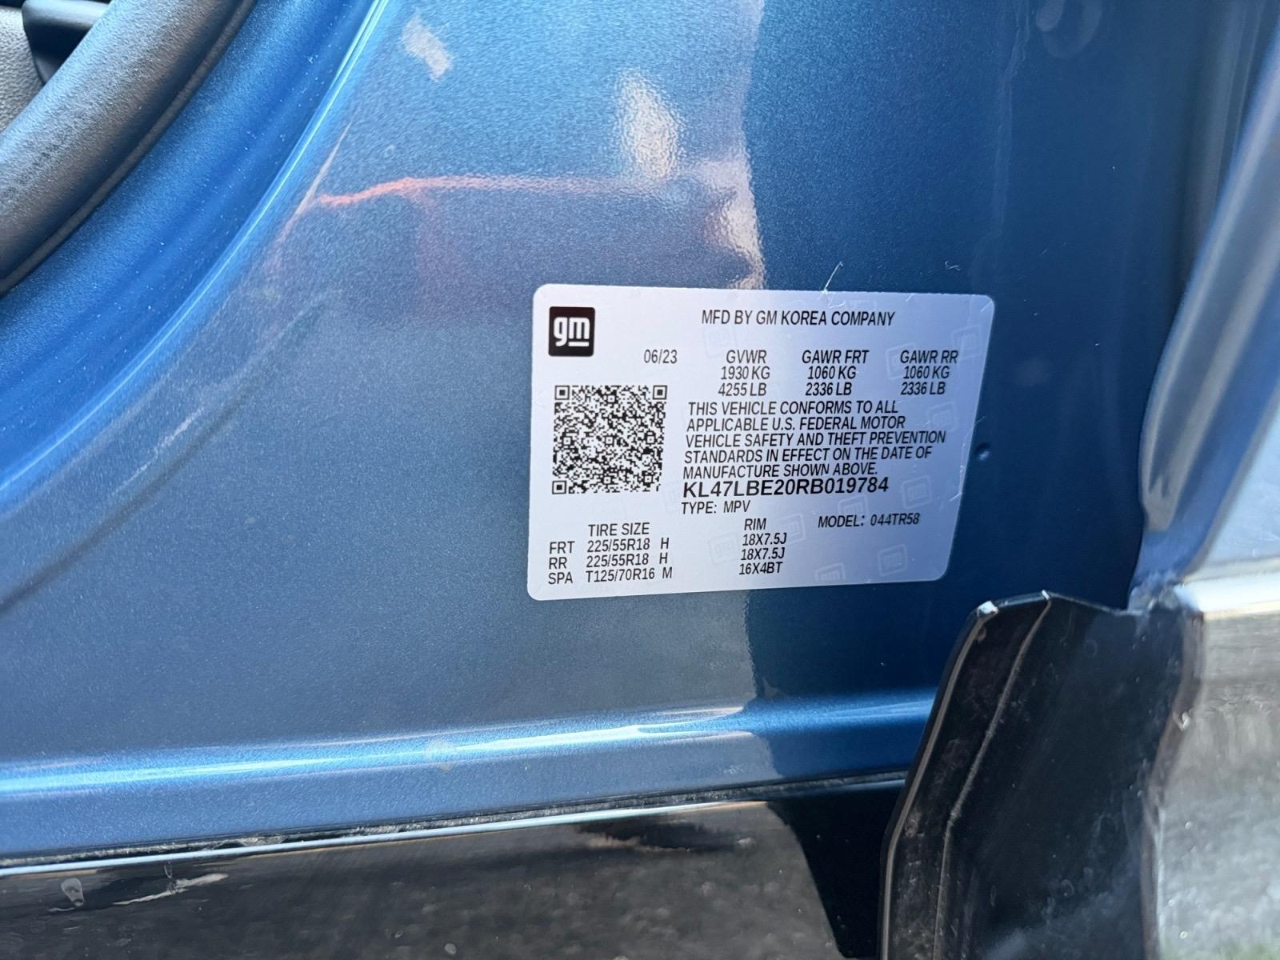 gm
MFD BY GM KOREA COMPANY
06/23 GVWR GAWR FRT GAWR RR
1930 KG 1060 KG 1060 KG
4255 LB 2336 LB 2336 LB
THIS VEHICLE CONFORMS TO ALL
APPLICABLE U.S. FEDERAL MOTOR
VEHICLE SAFETY AND THEFT PREVENTION
STANDARDS IN EFFECT ON THE DATE OF
MANUFACTURE SHOWN ABOVE.
KL47LBE20RB019784
TYPE: MPV
TIRE SIZE RIM MODEL: 044TR58
FRT 225/55R18 H 18X7.5J
RR 225/55R18 H 18X7.5J
SPA T125/70R16 M 16X4BT